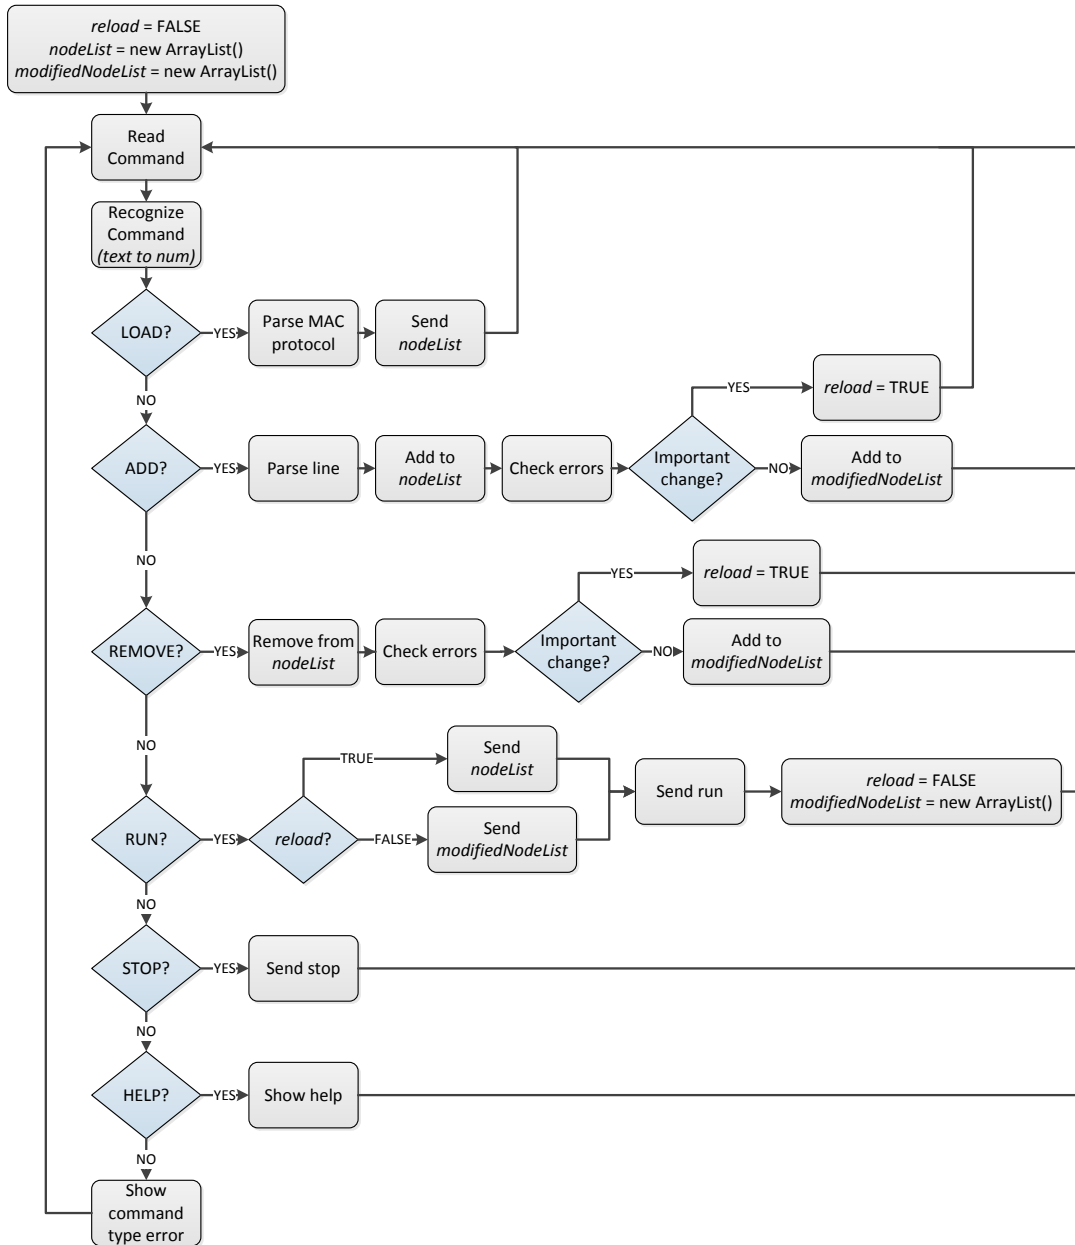 reload = FALSE
nodeList = new ArrayList()
modifiedNodeList = new ArrayList()
Read
Command
Recognize
Command
(text to num)
LOAD?
YES
Parse MAC
protocol
Send
nodeList
NO
YES
reload = TRUE
ADD?
YES
Parse line
Add to
nodeList
Check errors
Important
change?
NO
Add to
modifiedNodeList
NO
YES
reload = TRUE
REMOVE?
YES
Remove from
nodeList
Check errors
Important
change?
NO
Add to
modifiedNodeList
NO
TRUE
Send
nodeList
Send run
reload = FALSE
modifiedNodeList = new ArrayList()
RUN?
YES
reload?
FALSE
Send
modifiedNodeList
NO
STOP?
YES
Send stop
NO
HELP?
YES
Show help
NO
Show
command
type error